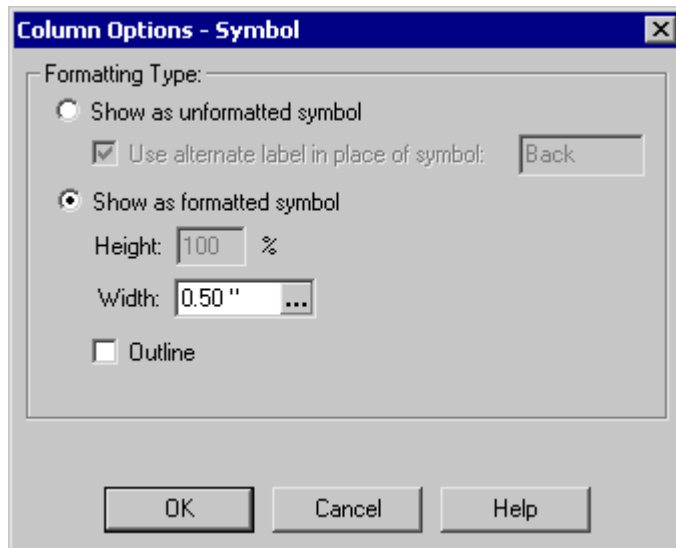 Column Options - Symbol
Formatting Type:
Show as unformatted symbol
Use alternate label in place of symbol: Back
Show as formatted symbol
Height: 100 %
Width: 0.50 " ...
Outline
OK Cancel Help